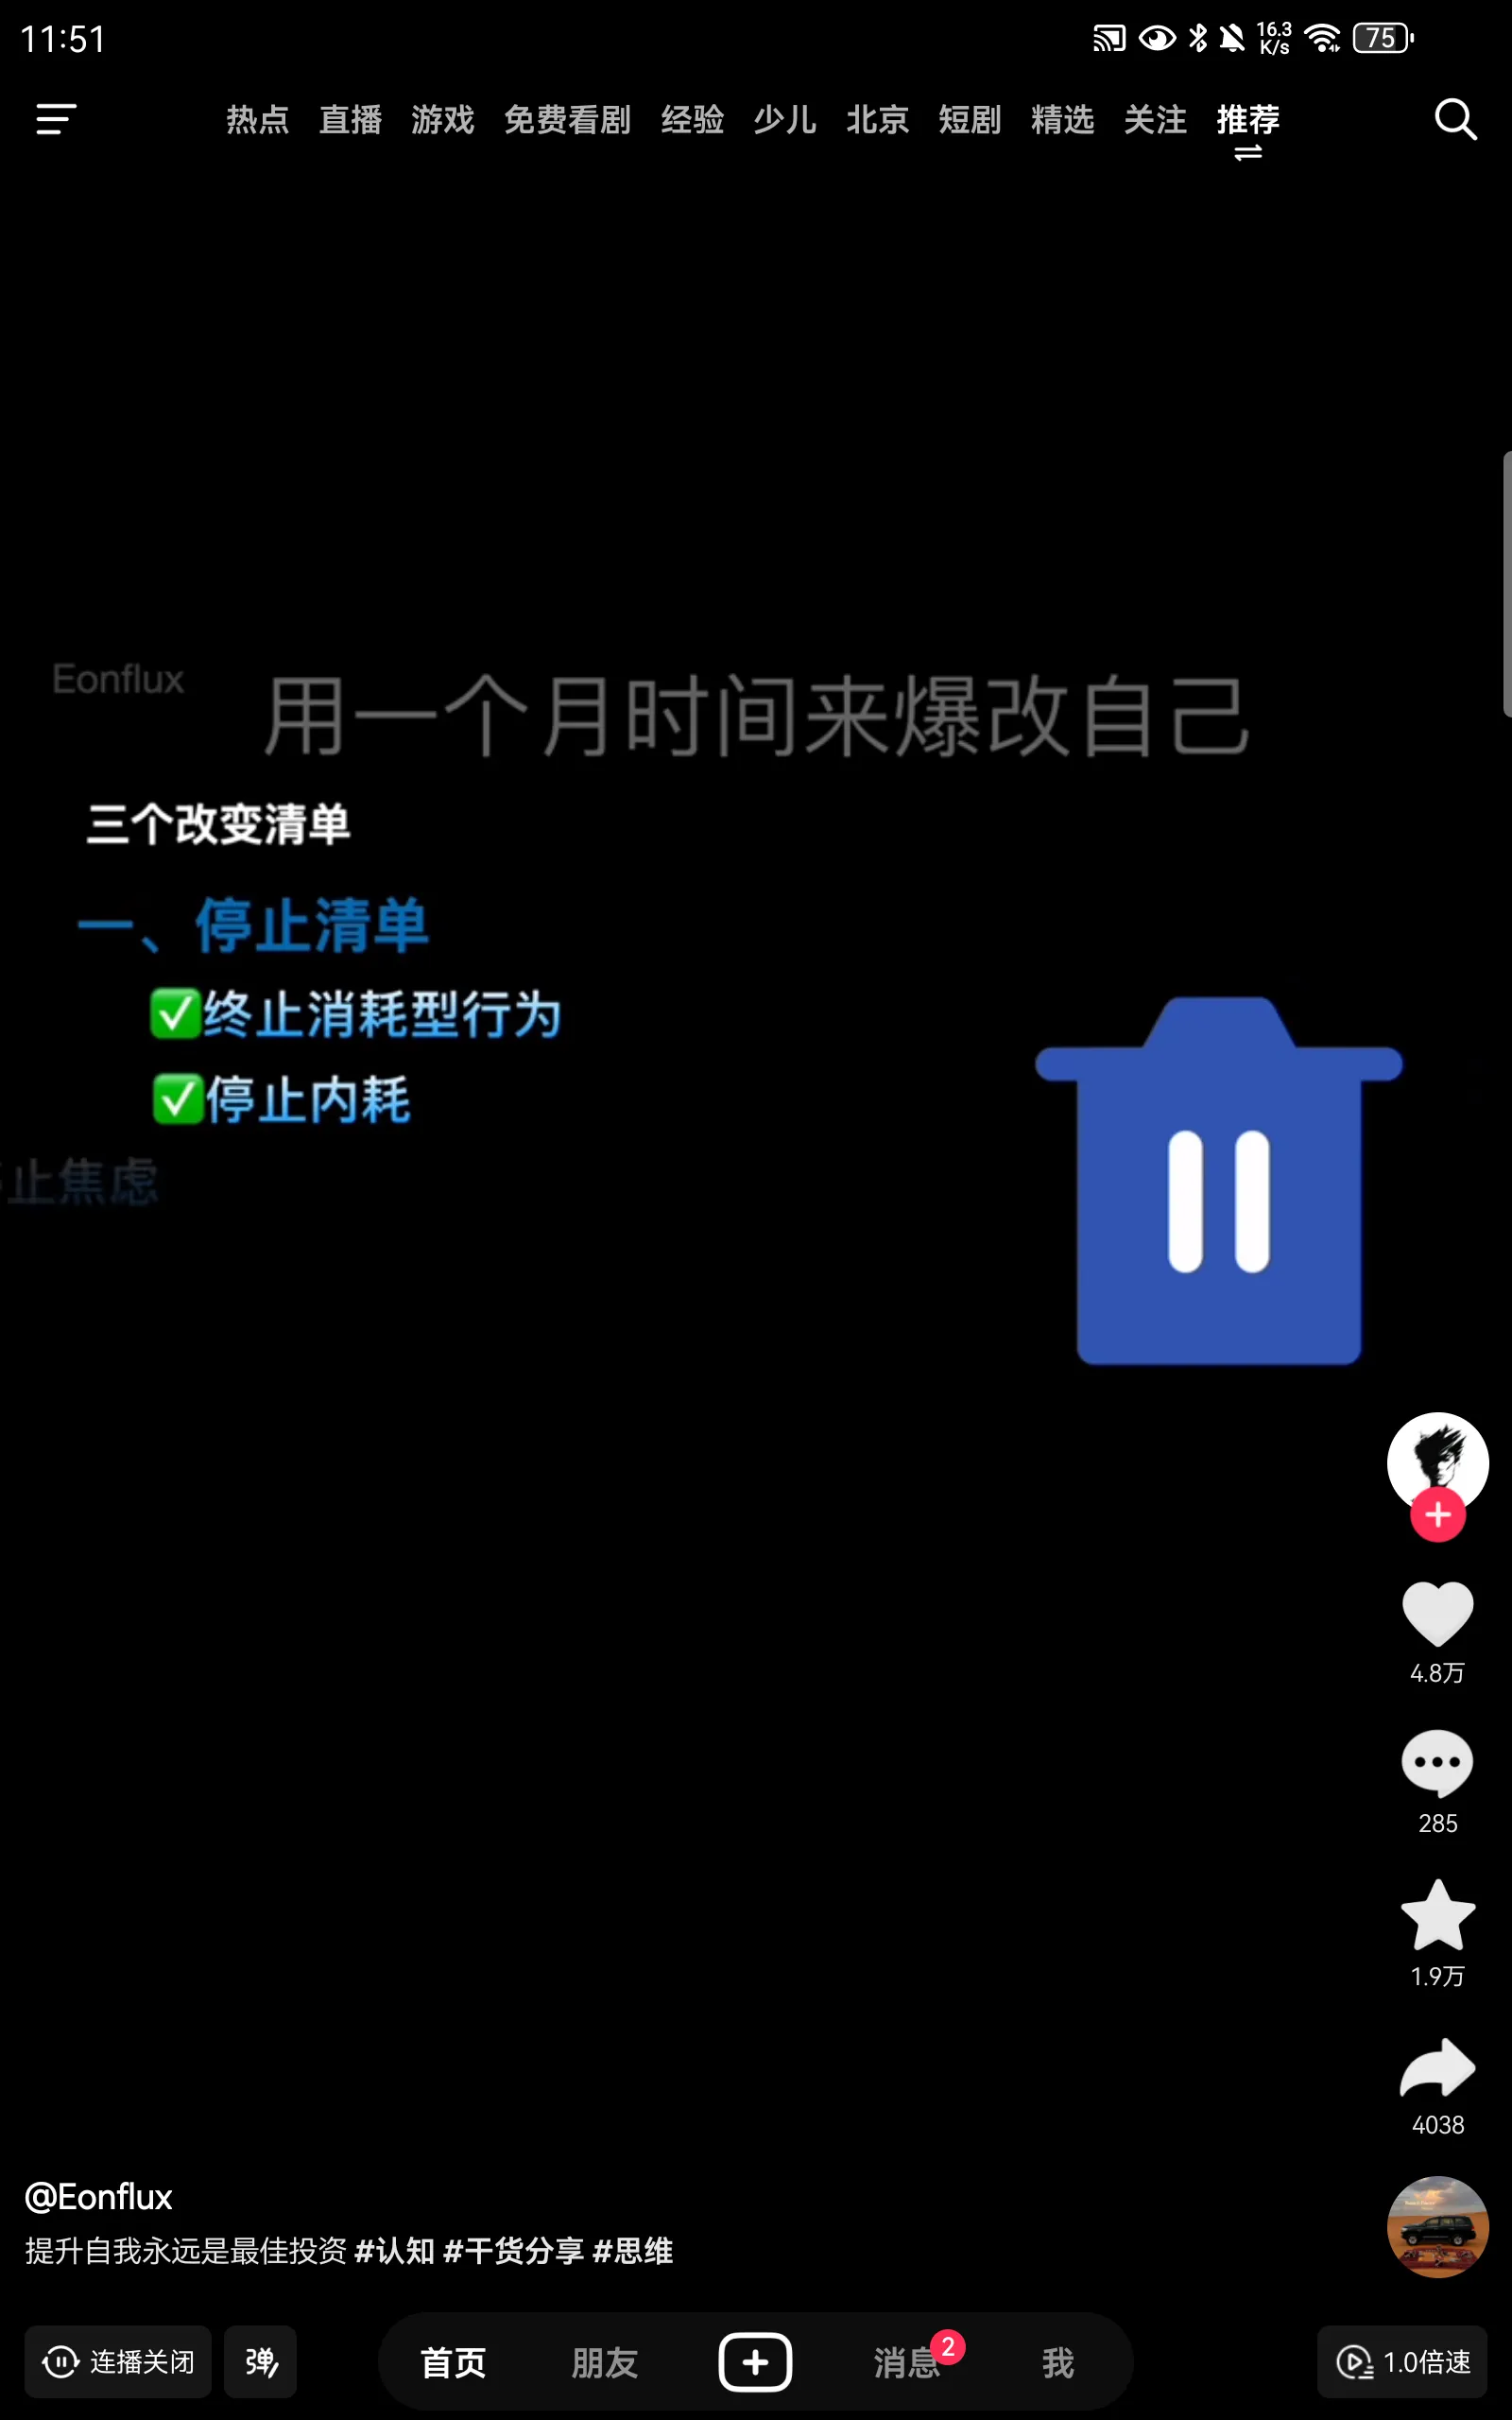 11:51
16.3
K/s
75
热点 直播 游戏 免费看剧 经验 少儿 北京 短剧 精选 关注 推荐
Eonflux
用一个月时间来爆改自己
三个改变清单
一、停止清单
✅终止消耗型行为
✅停止内耗
止焦虑
4.8万
285
1.9万
4038
@Eonflux
提升自我永远是最佳投资 #认知 #干货分享 #思维
连播关闭 弹 首页 朋友 消息 2 我 1.0倍速